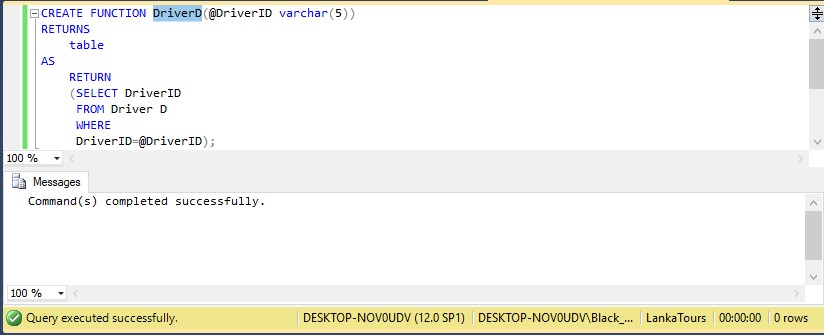 CREATE FUNCTION DriverD(@DriverID varchar(5))
RETURNS
table
AS
RETURN
(SELECT DriverID
FROM Driver D
WHERE
DriverID=@DriverID);
100 %
Messages
Command(s) completed successfully.
100 %
Query executed successfully. DESKTOP-NOV0UDV (12.0 SP1) DESKTOP-NOV0UDV\Black_... LankaTours 00:00:00 0 rows